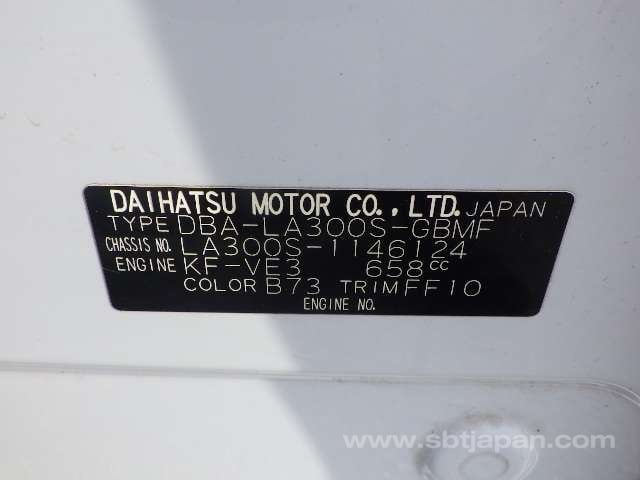 DAIHATSU MOTOR CO., LTD. JAPAN
TYPE DBA-LA300S-GBMF
CHASSIS NO. LA300S-1146124
ENGINE KF-VE3 658cc
COLOR B73 TRIM FF10
ENGINE NO.
www.sbtjapan.com